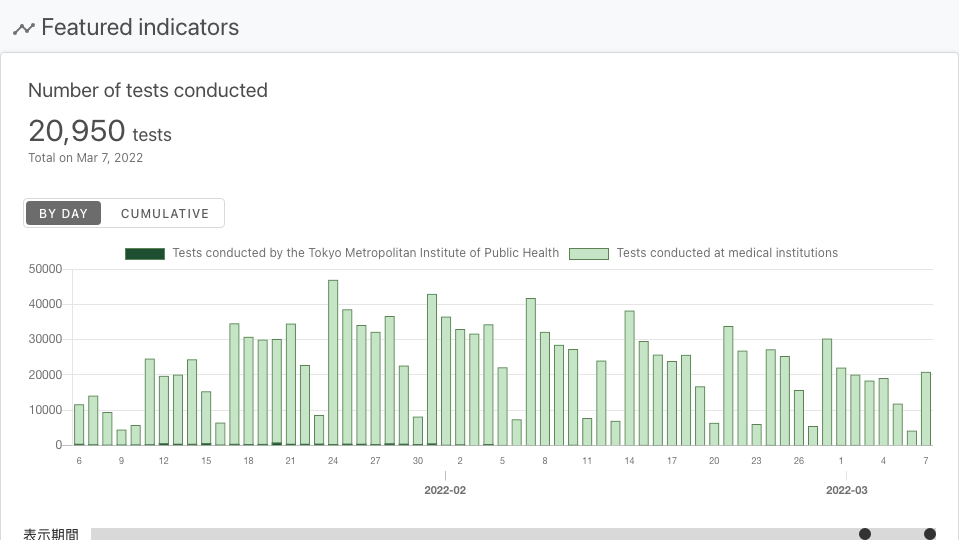 Featured indicators
Number of tests conducted
20,950 tests
Total on Mar 7, 2022
BY DAY CUMULATIVE
Tests conducted by the Tokyo Metropolitan Institute of Public Health Tests conducted at medical institutions
50000
40000
30000
20000
10000
0
6 9 12 15 18 21 24 27 30 2 5 8 11 14 17 20 23 26 1 4 7
2022-02 2022-03
表示期間